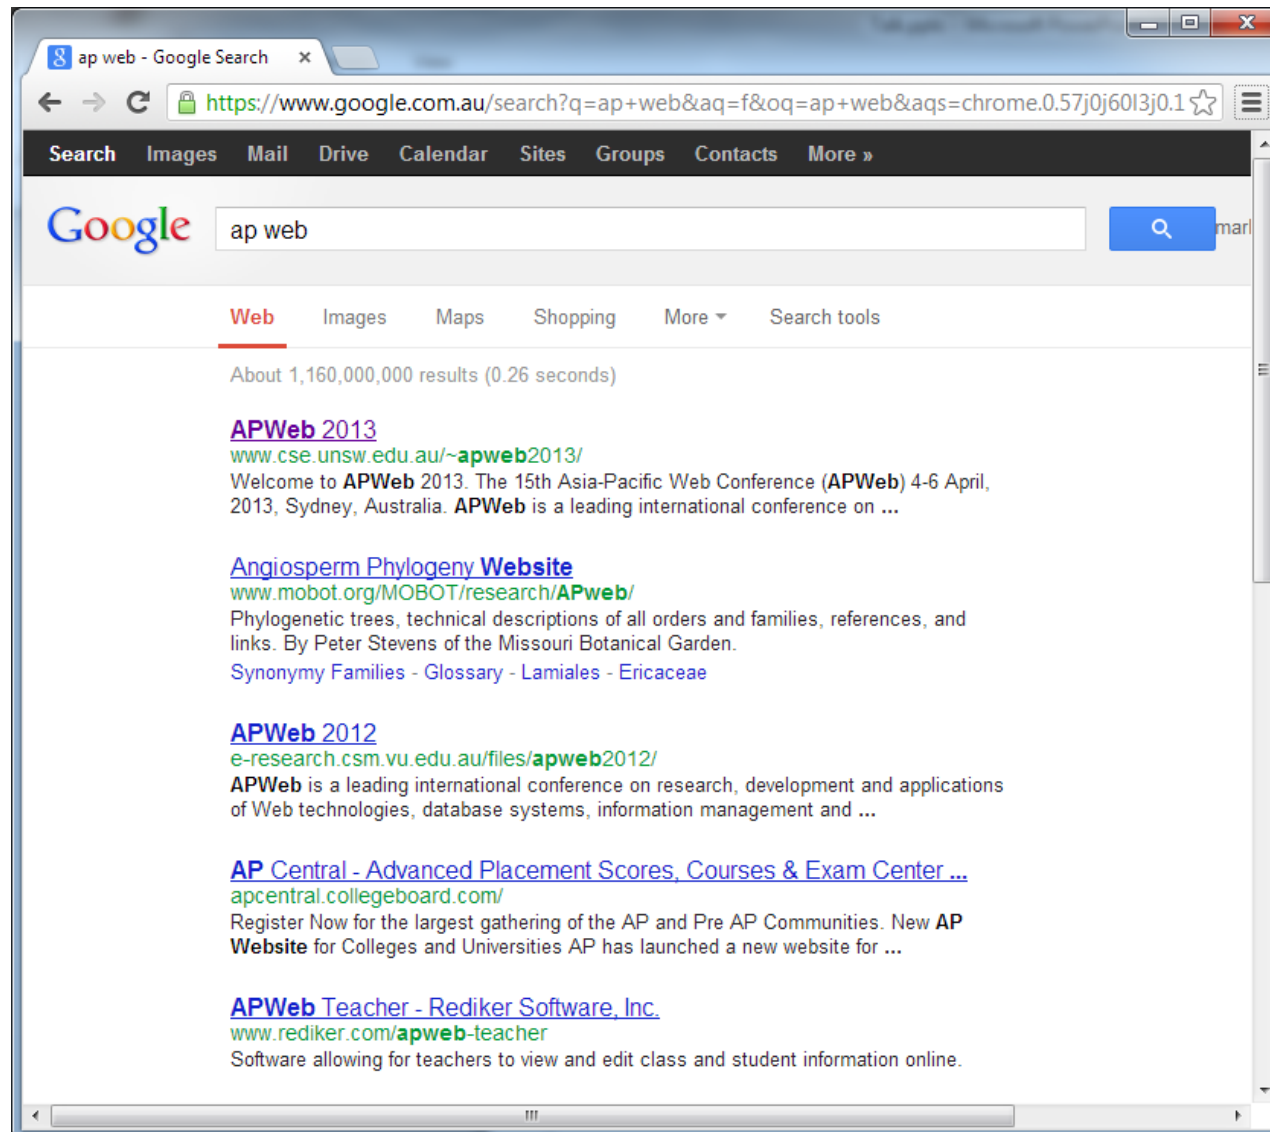 ap web - Google Search
https://www.google.com.au/search?q=ap+web&aq=f&oq=ap+web&aqs=chrome.0.57j0j60l3j0.1
Search Images Mail Drive Calendar Sites Groups Contacts More »
Google ap web
Web Images Maps Shopping More Search tools
About 1,160,000,000 results (0.26 seconds)
APWeb 2013
www.cse.unsw.edu.au/~apweb2013/
Welcome to APWeb 2013. The 15th Asia-Pacific Web Conference (APWeb) 4-6 April,
2013, Sydney, Australia. APWeb is a leading international conference on ...
Angiosperm Phylogeny Website
www.mobot.org/MOBOT/research/APweb/
Phylogenetic trees, technical descriptions of all orders and families, references, and
links. By Peter Stevens of the Missouri Botanical Garden.
Synonymy Families - Glossary - Lamiales - Ericaceae
APWeb 2012
e-research.csm.vu.edu.au/files/apweb2012/
APWeb is a leading international conference on research, development and applications
of Web technologies, database systems, information management and ...
AP Central - Advanced Placement Scores, Courses & Exam Center ...
apcentral.collegeboard.com/
Register Now for the largest gathering of the AP and Pre AP Communities. New AP
Website for Colleges and Universities AP has launched a new website for ...
APWeb Teacher - Rediker Software, Inc.
www.rediker.com/apweb-teacher
Software allowing for teachers to view and edit class and student information online.